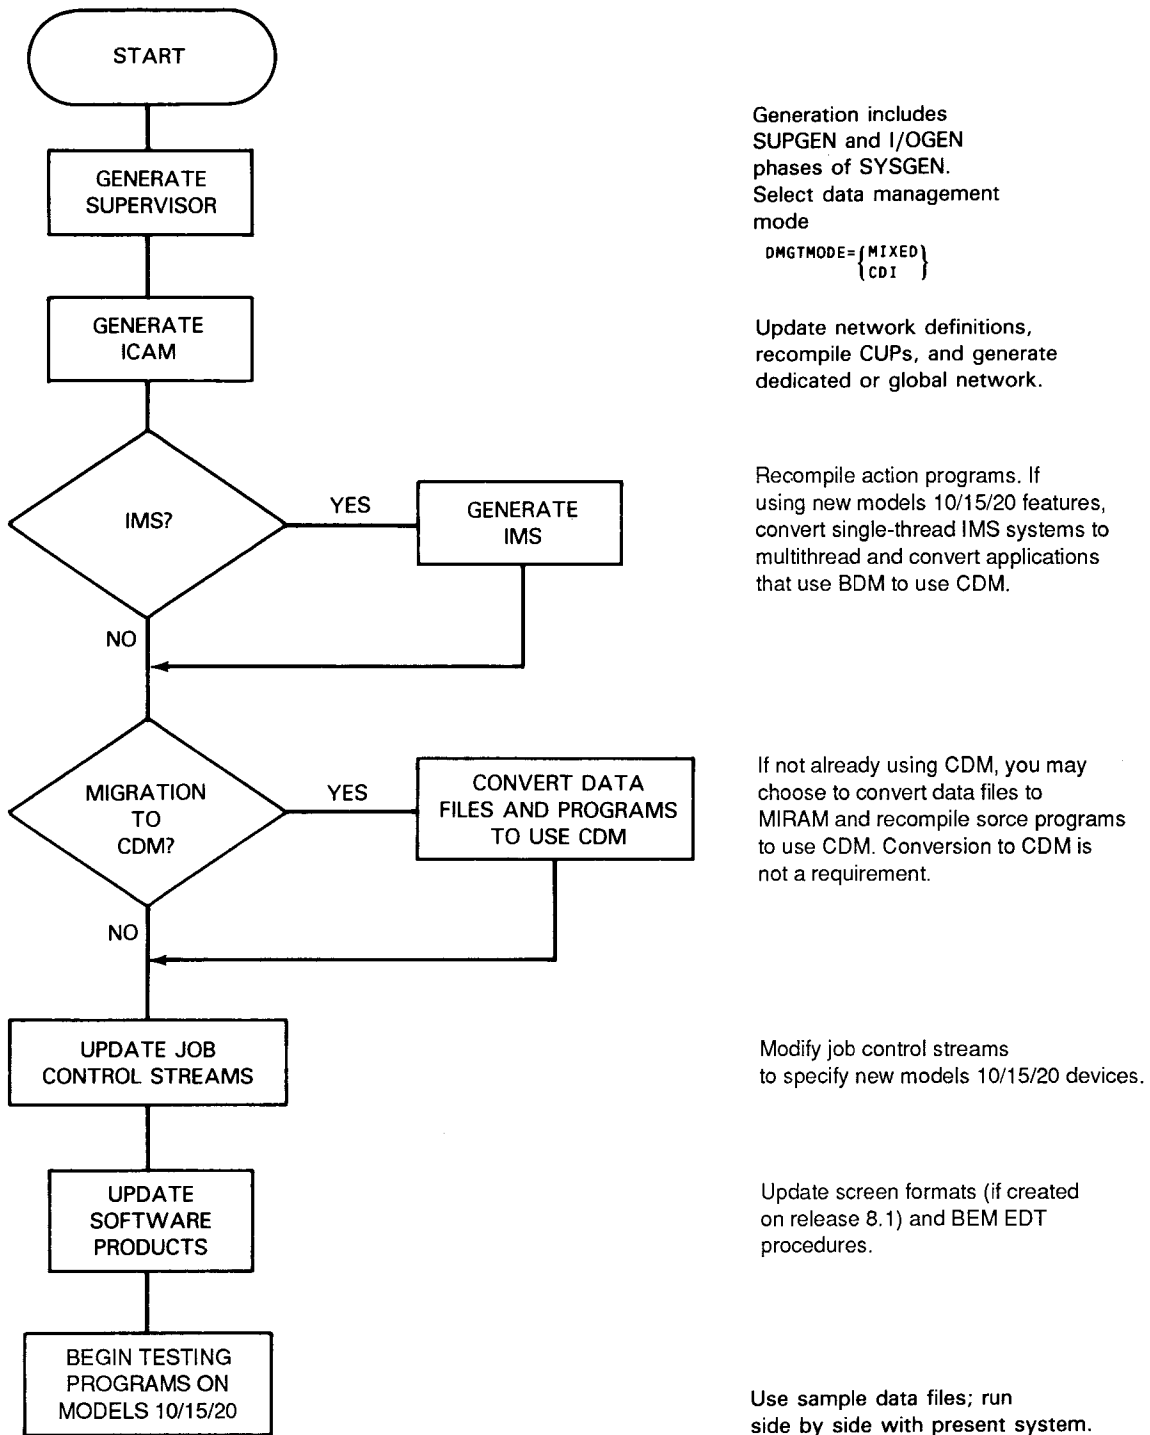 START
GENERATE
SUPERVISOR
Generation includes
SUPGEN and I/OGEN
phases of SYSGEN.
Select data management
mode
DMGTMODE={MIXED}
{CDI}
GENERATE
ICAM
Update network definitions,
recompile CUPs, and generate
dedicated or global network.
IMS?
YES
GENERATE
IMS
NO
Recompile action programs. If
using new models 10/15/20 features,
convert single-thread IMS systems to
multithread and convert applications
that use BDM to use CDM.
MIGRATION
TO
CDM?
YES
CONVERT DATA
FILES AND PROGRAMS
TO USE CDM
NO
If not already using CDM, you may
choose to convert data files to
MIRAM and recompile sorce programs
to use CDM. Conversion to CDM is
not a requirement.
UPDATE JOB
CONTROL STREAMS
Modify job control streams
to specify new models 10/15/20 devices.
UPDATE
SOFTWARE
PRODUCTS
Update screen formats (if created
on release 8.1) and BEM EDT
procedures.
BEGIN TESTING
PROGRAMS ON
MODELS 10/15/20
Use sample data files; run
side by side with present system.